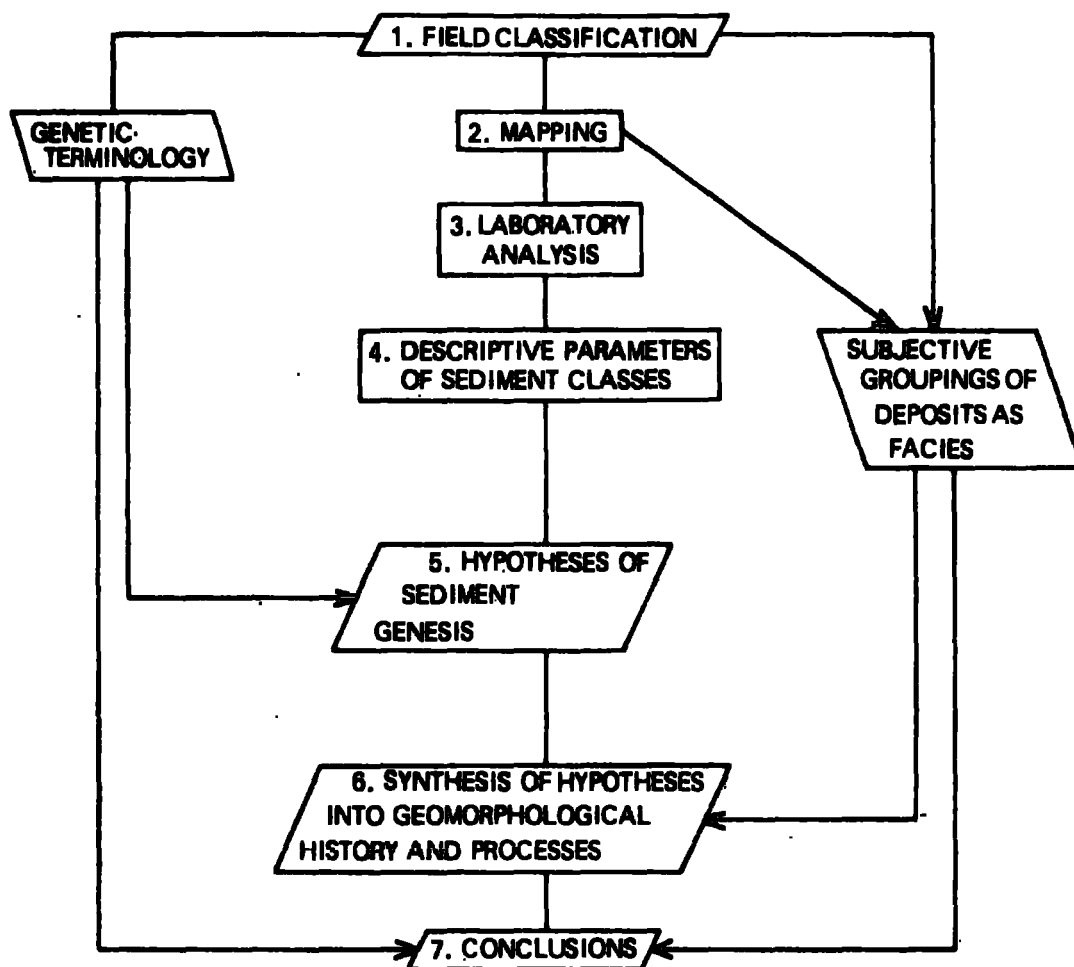 1. FIELD CLASSIFICATION
GENETIC·
TERMINOLOGY
2. MAPPING
3. LABORATORY
ANALYSIS
4. DESCRIPTIVE PARAMETERS
OF SEDIMENT CLASSES
SUBJECTIVE
GROUPINGS OF
DEPOSITS AS
FACIES
5. HYPOTHESES OF
SEDIMENT
GENESIS
6. SYNTHESIS OF HYPOTHESES
INTO GEOMORPHOLOGICAL
HISTORY AND PROCESSES
7. CONCLUSIONS